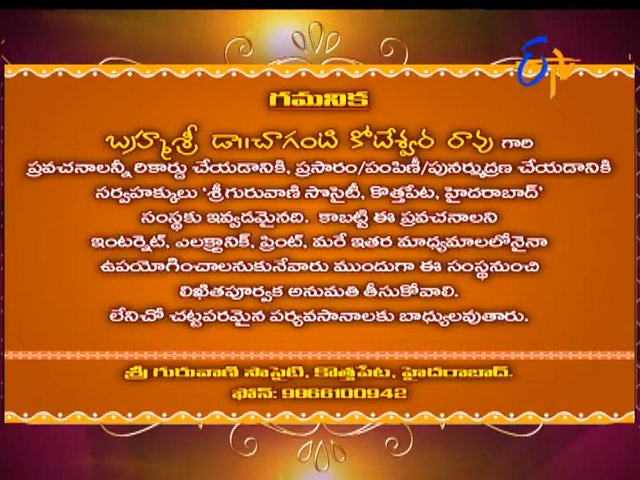 etv
గమనిక
బ్రహ్మశ్రీ డా॥చాగంటి కోటేశ్వర రావు గారి
ప్రవచనాలన్నీ రికార్డు చేయడానికి, ప్రసారం/పంపిణీ/పునర్ముద్రణ చేయడానికి
సర్వహక్కులు 'శ్రీ గురువాణి సొసైటీ, కొత్తపేట, హైదరాబాద్'
సంస్థకు ఇవ్వడమైనది. కాబట్టి ఈ ప్రవచనాలని
ఇంటర్నెట్, ఎలక్ట్రానిక్, ప్రింట్, మరే ఇతర మాధ్యమాలలోనైనా
ఉపయోగించాలనుకునేవారు ముందుగా ఈ సంస్థనుంచి
లిఖితపూర్వక అనుమతి తీసుకోవాలి.
లేనిచో చట్టపరమైన పర్యవసానాలకు బాధ్యులవుతారు.
శ్రీ గురువాణి సొసైటి, కొత్తపేట, హైదరాబాద్.
ఫోన్: 9866100942